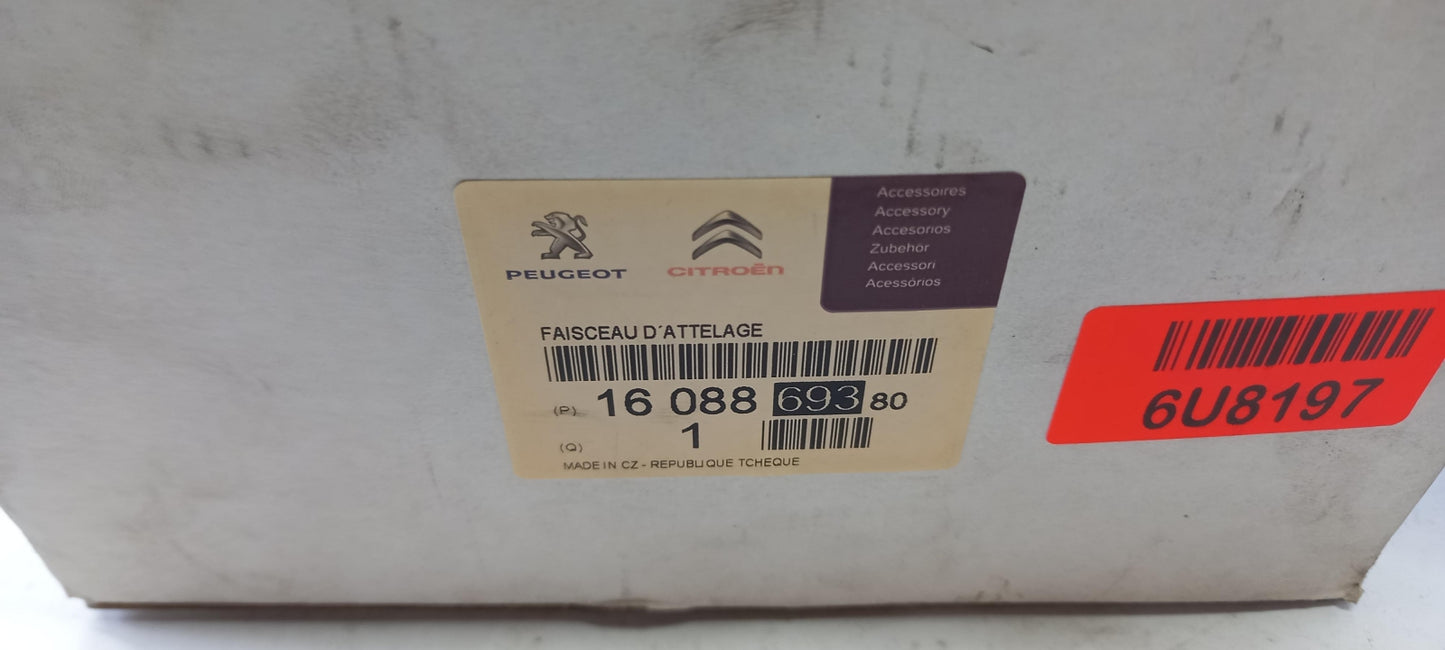 PEUGEOT
CITROËN
Accessoires
Accessory
Accesorios
Zubehör
Accessori
Acessórios
FAISCEAU D´ATTELAGE
(P) 16 088 693 80
(Q) 1
MADE IN CZ - REPUBLIQUE TCHEQUE
6U8197